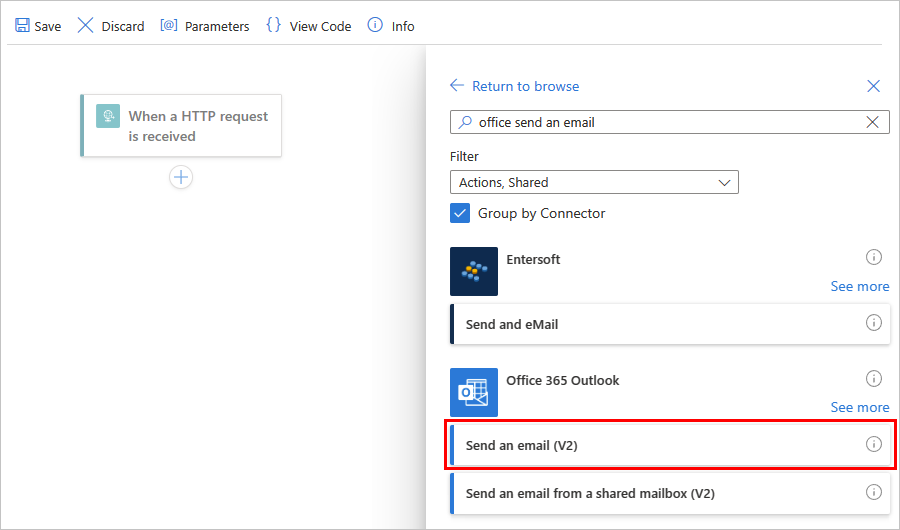 Save Discard [@] Parameters {} View Code Info
When a HTTP request
is received
Return to browse
office send an email
Filter
Actions, Shared
Group by Connector
Entersoft
See more
Send and eMail
Office 365 Outlook
See more
Send an email (V2)
Send an email from a shared mailbox (V2)